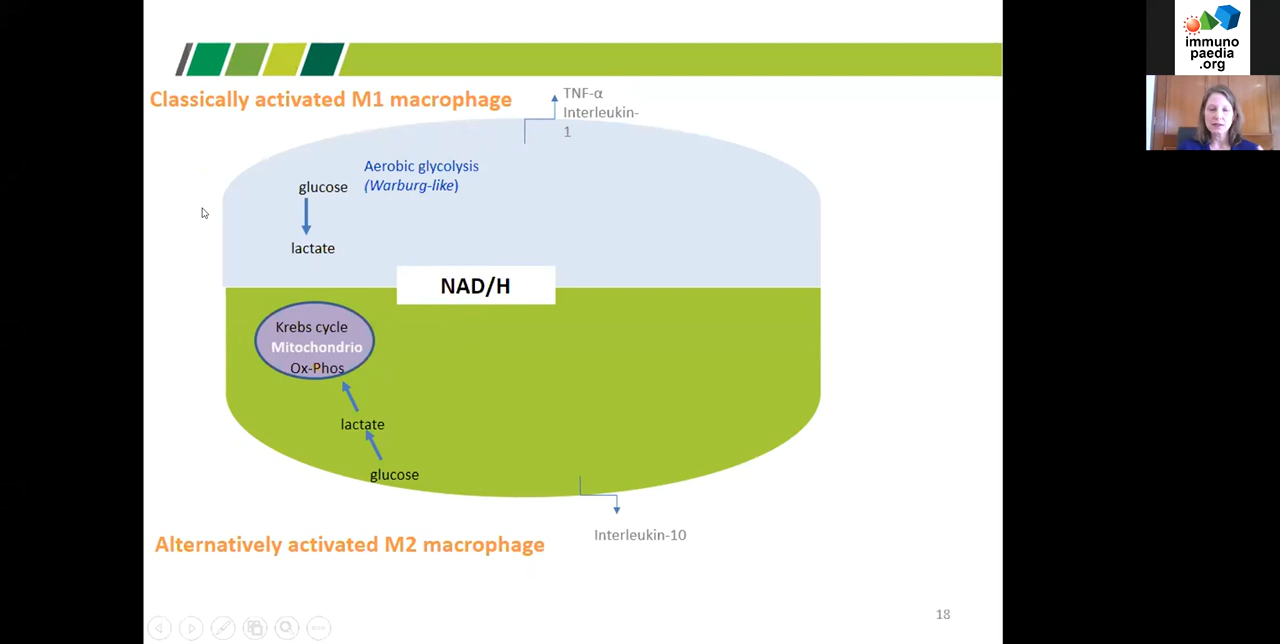 immuno
paedia
.org
Classically activated M1 macrophage
TNF-α
Interleukin-
1
Aerobic glycolysis
(Warburg-like)
glucose
lactate
NAD/H
Krebs cycle
Mitochondrio
Ox-Phos
lactate
glucose
Interleukin-10
Alternatively activated M2 macrophage
18